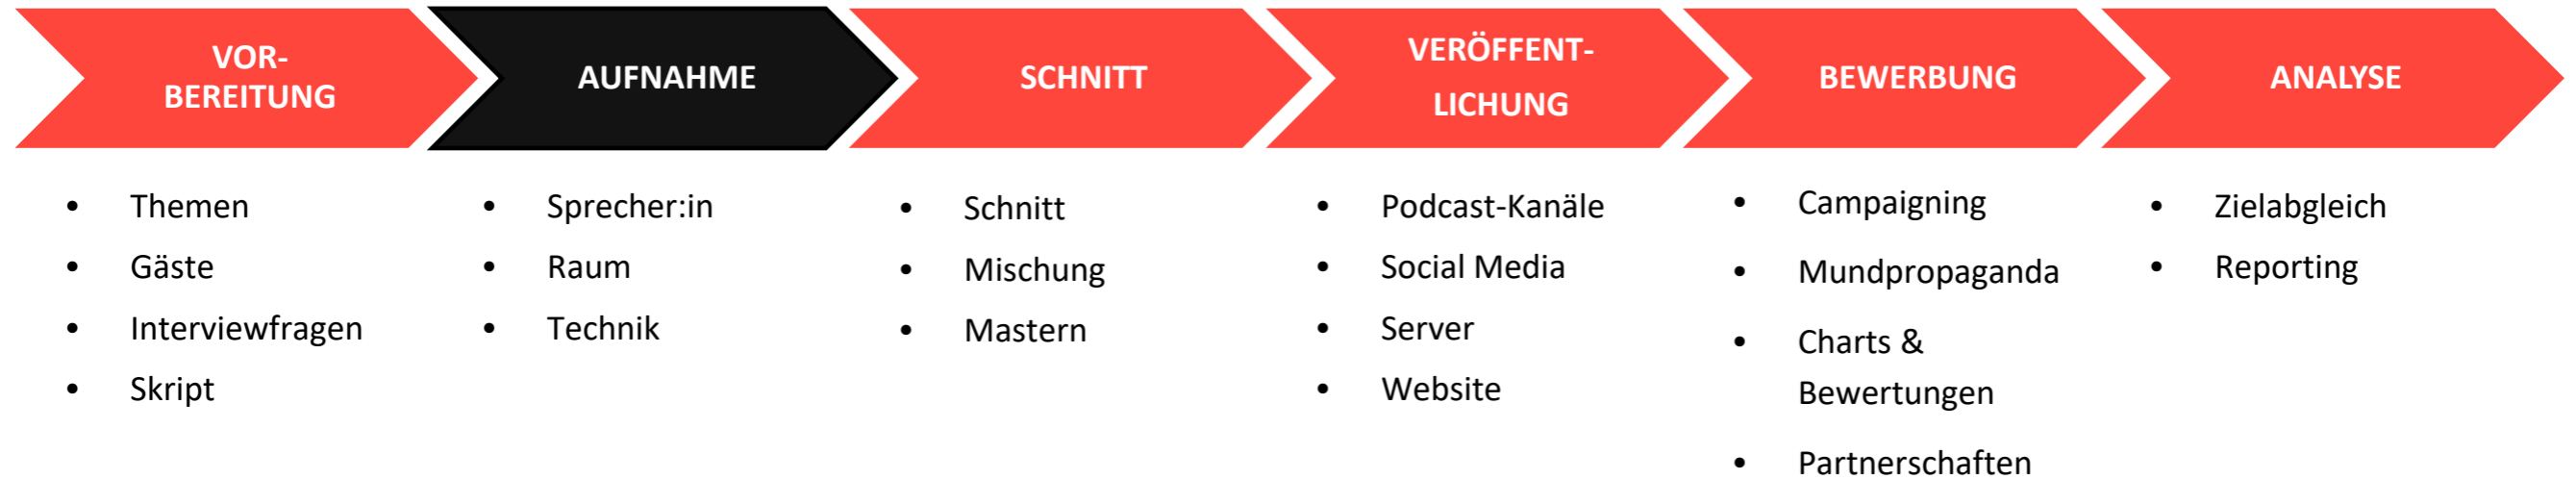 VOR-
BEREITUNG
AUFNAHME
SCHNITT
VERÖFFENT-
LICHUNG
BEWERBUNG
ANALYSE
• Themen
• Gäste
• Interviewfragen
• Skript
• Sprecher:in
• Raum
• Technik
• Schnitt
• Mischung
• Mastern
• Podcast-Kanäle
• Social Media
• Server
• Website
• Campaigning
• Mundpropaganda
• Charts &
Bewertungen
• Partnerschaften
• Zielabgleich
• Reporting